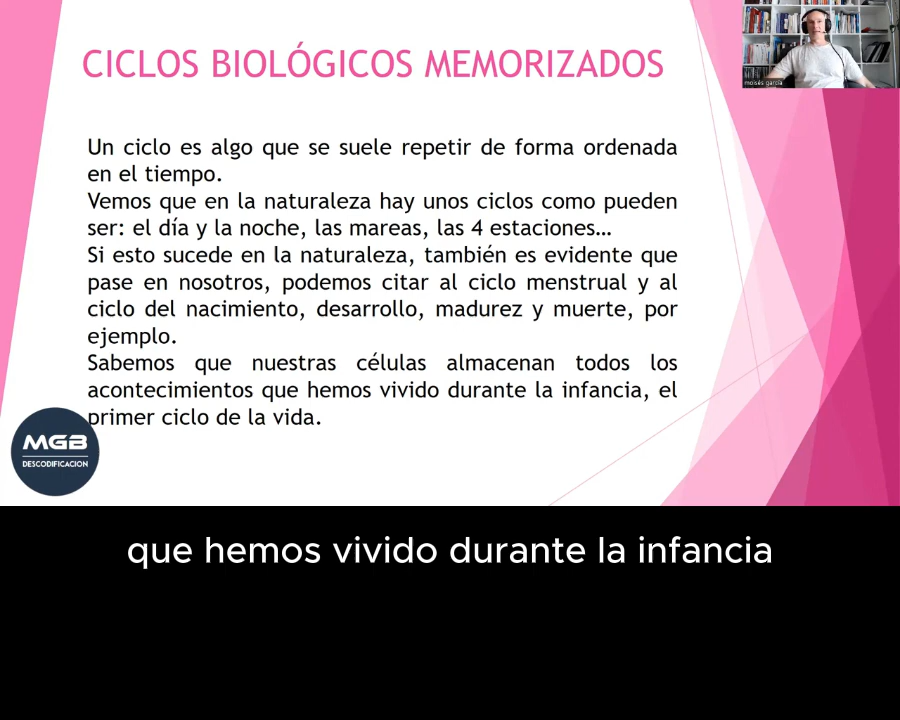 CICLOS BIOLÓGICOS MEMORIZADOS
moisés garcía
Un ciclo es algo que se suele repetir de forma ordenada
en el tiempo.
Vemos que en la naturaleza hay unos ciclos como pueden
ser: el día y la noche, las mareas, las 4 estaciones…
Si esto sucede en la naturaleza, también es evidente que
pase en nosotros, podemos citar al ciclo menstrual y al
ciclo del nacimiento, desarrollo, madurez y muerte, por
ejemplo.
Sabemos que nuestras células almacenan todos los
acontecimientos que hemos vivido durante la infancia, el
primer ciclo de la vida.
MGB
DESCODIFICACION
que hemos vivido durante la infancia